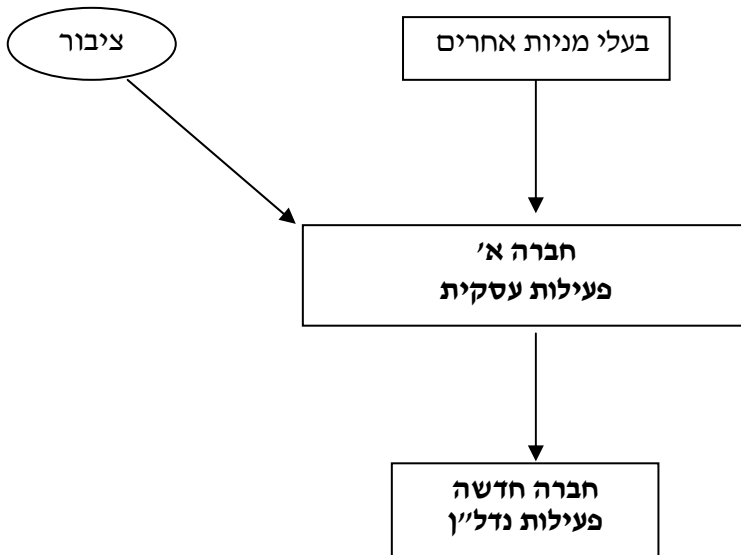 בעלי מניות אחרים
ציבור
חברה א׳
פעילות עסקית
חברה חדשה
פעילות נדל״ן